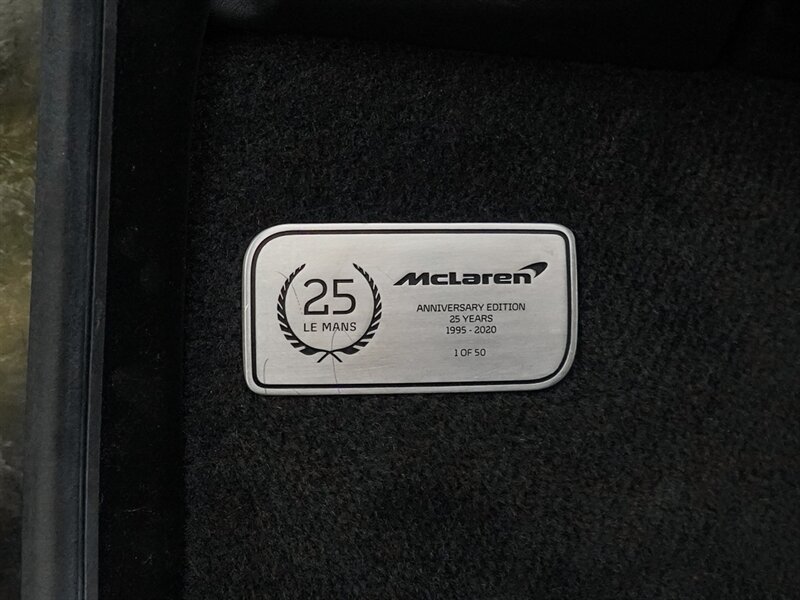 25
LE MANS
McLaren
ANNIVERSARY EDITION
25 YEARS
1995 - 2020
1 OF 50